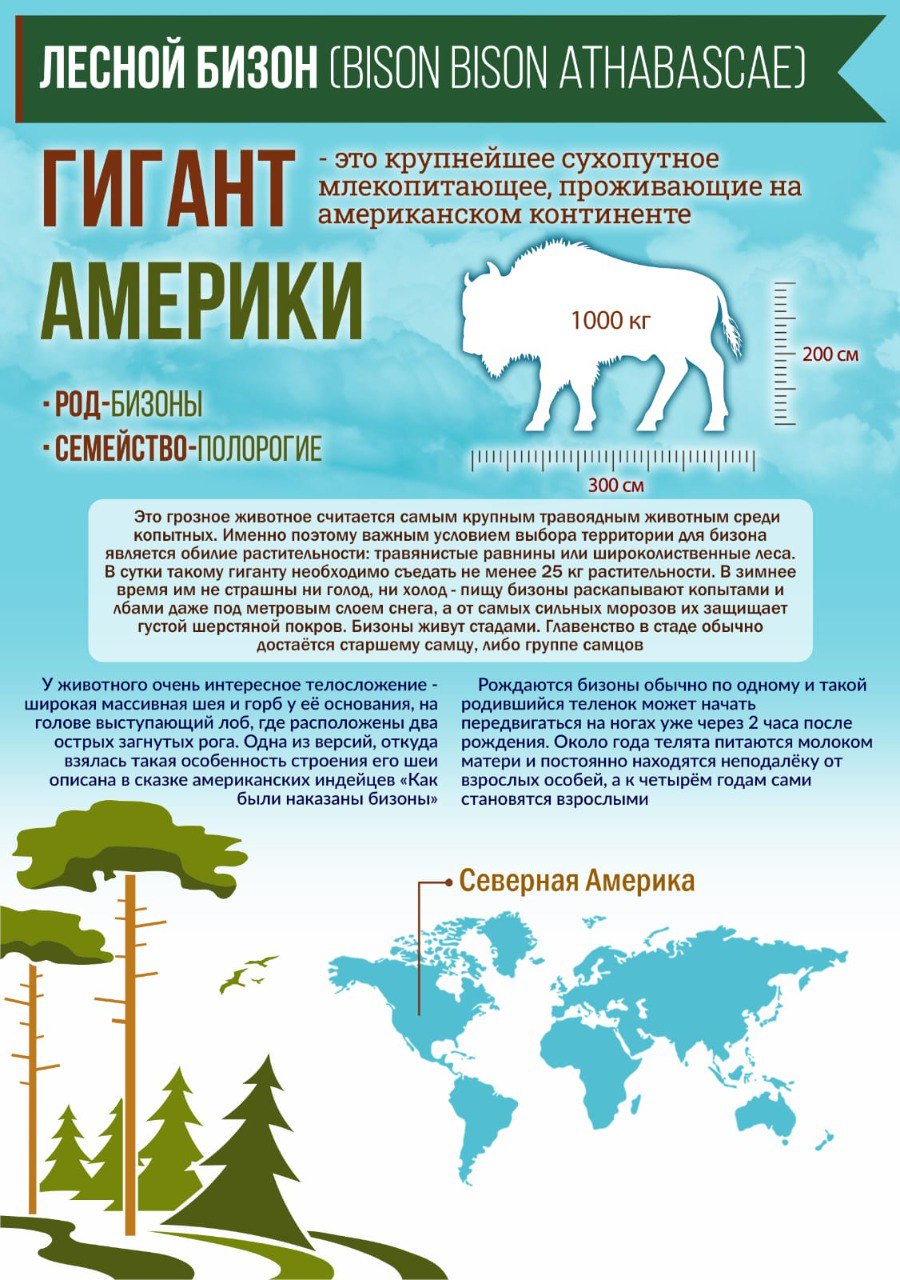 ЛЕСНОЙ БИЗОН (BISON BISON ATHABASCAE)
ГИГАНТ
АМЕРИКИ
- это крупнейшее сухопутное
млекопитающее, проживающие на
американском континенте
1000 кг
200 см
300 см
· РОД-БИЗОНЫ
· СЕМЕЙСТВО-ПОЛОРОГИЕ
Это грозное животное считается самым крупным травоядным животным среди
копытных. Именно поэтому важным условием выбора территории для бизона
является обилие растительности: травянистые равнины или широколиственные леса.
В сутки такому гиганту необходимо съедать не менее 25 кг растительности. В зимнее
время им не страшны ни голод, ни холод - пищу бизоны раскапывают копытами и
лбами даже под метровым слоем снега, а от самых сильных морозов их защищает
густой шерстяной покров. Бизоны живут стадами. Главенство в стаде обычно
достаётся старшему самцу, либо группе самцов
У животного очень интересное телосложение -
широкая массивная шея и горб у её основания, на
голове выступающий лоб, где расположены два
острых загнутых рога. Одна из версий, откуда
взялась такая особенность строения его шеи
описана в сказке американских индейцев «Как
были наказаны бизоны»
Рождаются бизоны обычно по одному и такой
родившийся теленок может начать
передвигаться на ногах уже через 2 часа после
рождения. Около года телята питаются молоком
матери и постоянно находятся неподалёку от
взрослых особей, а к четырём годам сами
становятся взрослыми
Северная Америка